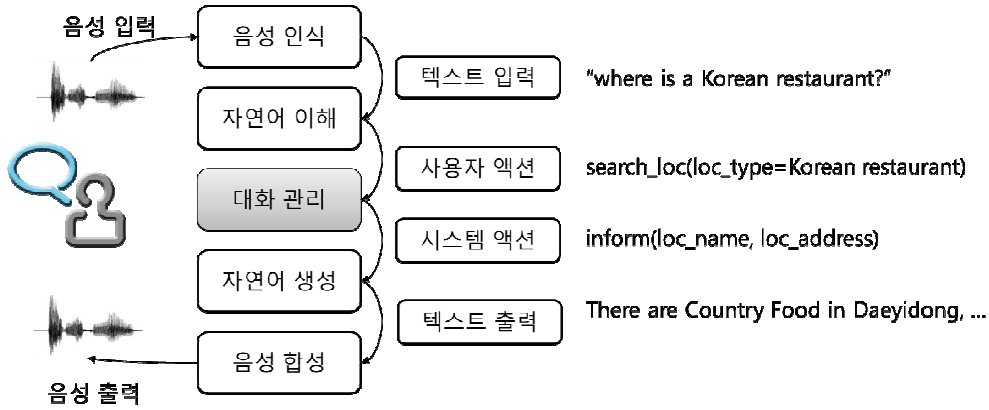 음성 입력
음성 인식
텍스트 입력
“where is a Korean restaurant?”
자연어 이해
사용자 액션
search_loc(loc_type=Korean restaurant)
대화 관리
시스템 액션
inform(loc_name, loc_address)
자연어 생성
텍스트 출력
There are Country Food in Daeyidong, ...
음성 합성
음성 출력